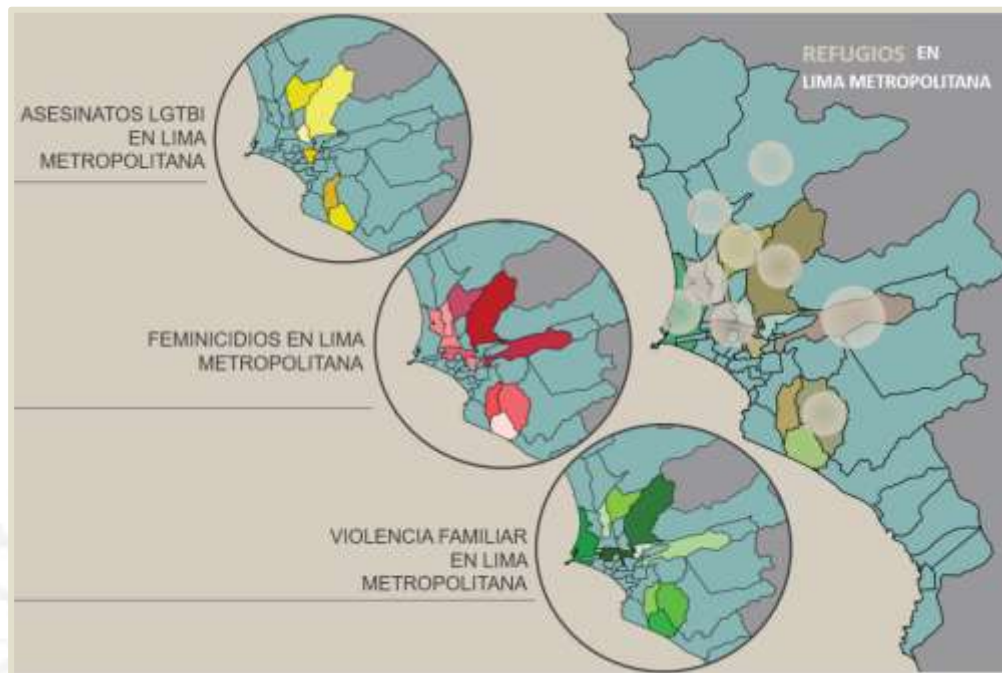 REFUGIOS EN
LIMA METROPOLITANA
ASESINATOS LGTBI
EN LIMA
METROPOLITANA
FEMINICIDIOS EN LIMA
METROPOLITANA
VIOLENCIA FAMILIAR
EN LIMA
METROPOLITANA